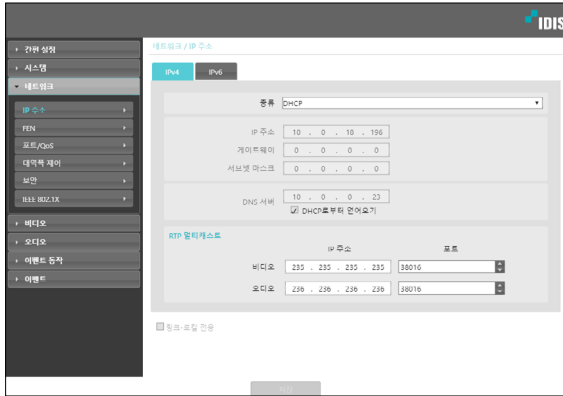 IDIS
간편 설정
시스템
네트워크
IP 주소
FEN
포트/QoS
대역폭 제어
보안
IEEE 802.1X
비디오
오디오
이벤트 동작
이벤트
네트워크 / IP 주소
IPv4 IPv6
종류 DHCP
IP 주소 10 . 0 . 18 . 196
게이트웨이 0 . 0 . 0 . 0
서브넷 마스크 0 . 0 . 0 . 0
DNS 서버 10 . 0 . 0 . 23
DHCP로부터 얻어오기
RTP 멀티캐스트
IP 주소 포트
비디오 235 . 235 . 235 . 235 38016
오디오 236 . 236 . 236 . 236 38016
링크-로컬 전용